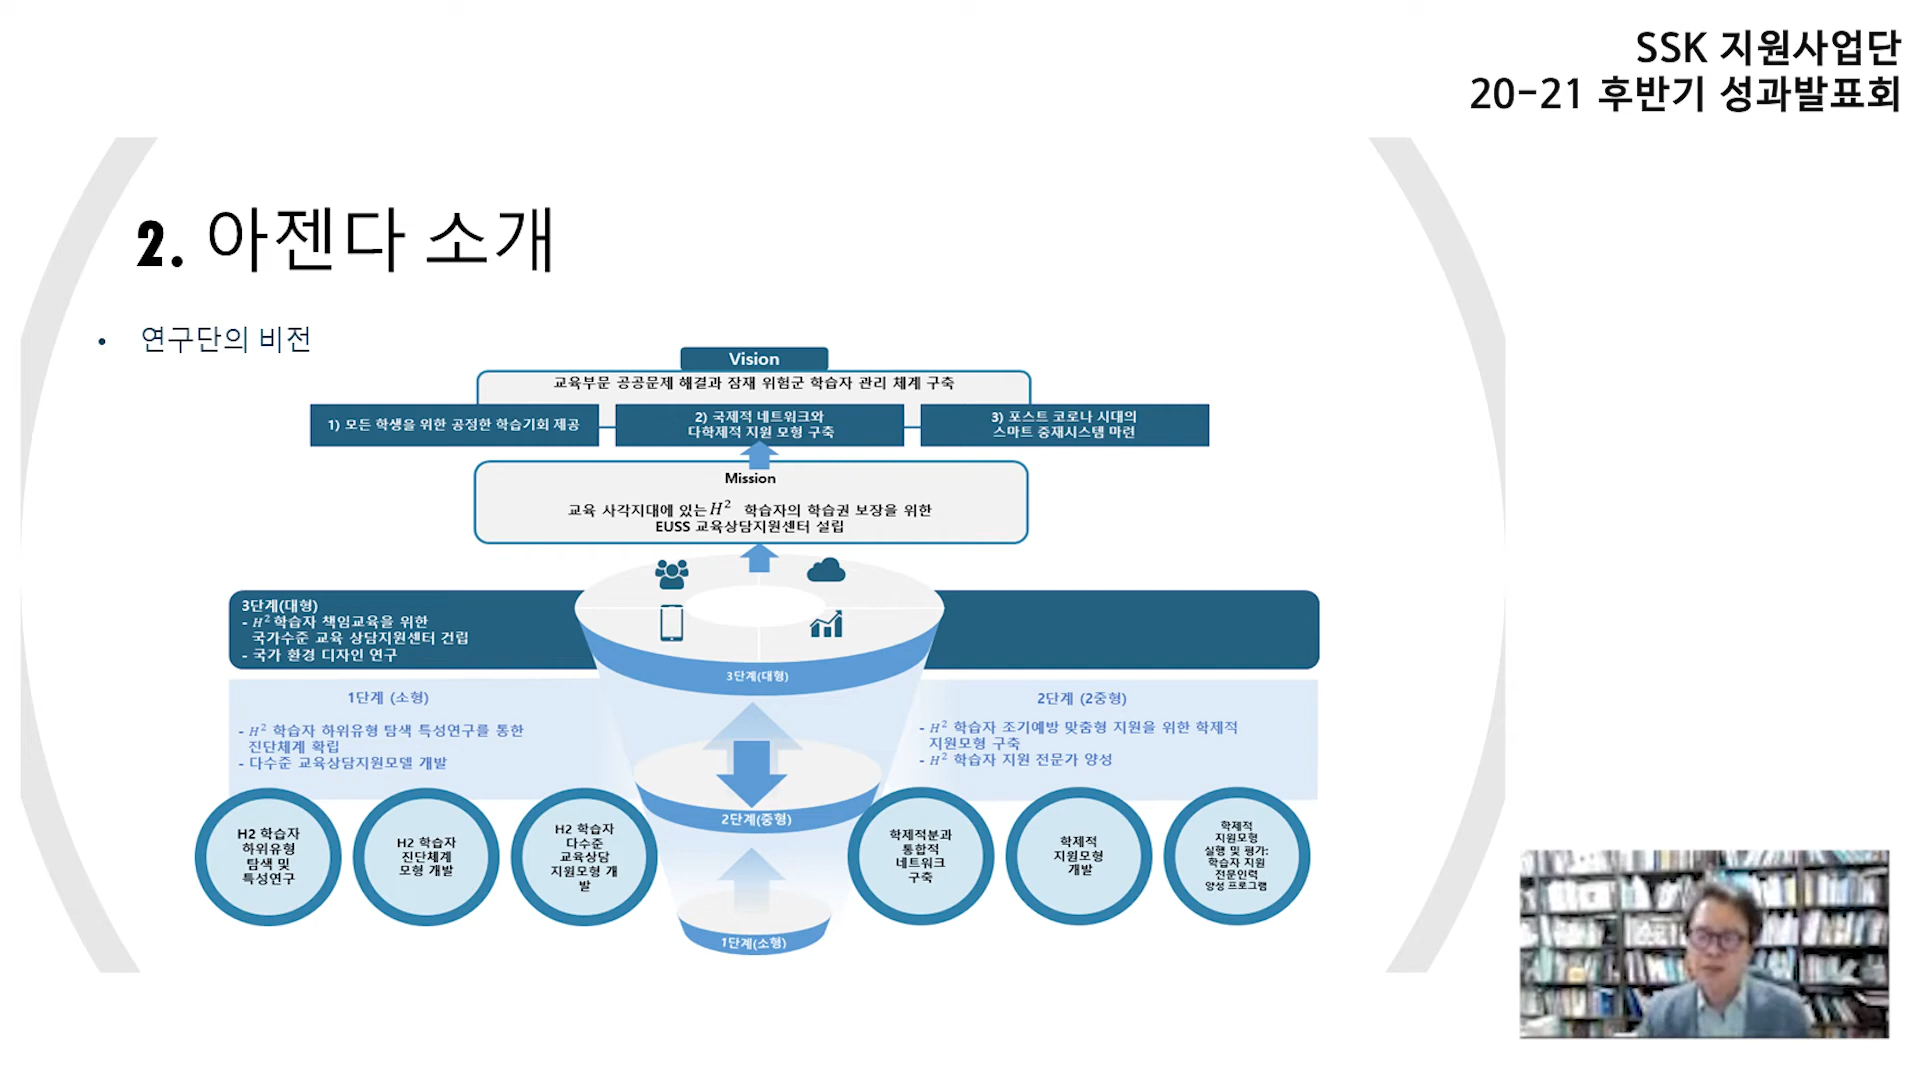 SSK 지원사업단
20-21 후반기 성과발표회
2. 아젠다 소개
• 연구단의 비전
Vision
교육부문 공공문제 해결과 잠재 위험군 학습자 관리 체계 구축
1) 모든 학생을 위한 공정한 학습기회 제공
2) 국제적 네트워크와
다학제적 지원 모형 구축
3) 포스트 코로나 시대의
스마트 중재시스템 마련
Mission
교육 사각지대에 있는 H² 학습자의 학습권 보장을 위한
EUSS 교육상담지원센터 설립
3단계(대형)
- H² 학습자 책임교육을 위한
국가수준 교육 상담지원센터 건립
- 국가 환경 디자인 연구
3단계(대형)
1단계 (소형)
- H² 학습자 하위유형 탐색 특성연구를 통한
진단체계 확립
- 다수준 교육상담지원모델 개발
2단계 (2중형)
- H² 학습자 조기예방 맞춤형 지원을 위한 학제적
지원모형 구축
- H² 학습자 지원 전문가 양성
2단계(중형)
H2 학습자
하위유형
탐색 및
특성연구
H2 학습자
진단체계
모형 개발
H2 학습자
다수준
교육상담
지원모형 개
발
학제적분과
통합적
네트워크
구축
학제적
지원모형
개발
학제적
지원모형
실행 및 평가:
학습자 지원
전문인력
양성 프로그램
1단계(소형)